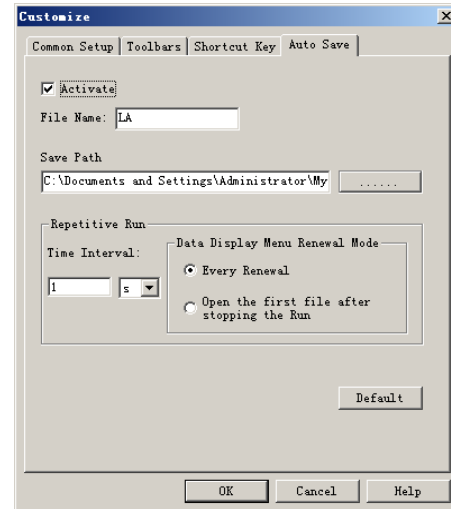 Customize
Common Setup Toolbars Shortcut Key Auto Save
Activate
File Name: LA
Save Path
C:\Documents and Settings\Administrator\My ......
Repetitive Run
Data Display Menu Renewal Mode
Time Interval:
Every Renewal
1 s
Open the first file after
stopping the Run
Default
OK Cancel Help